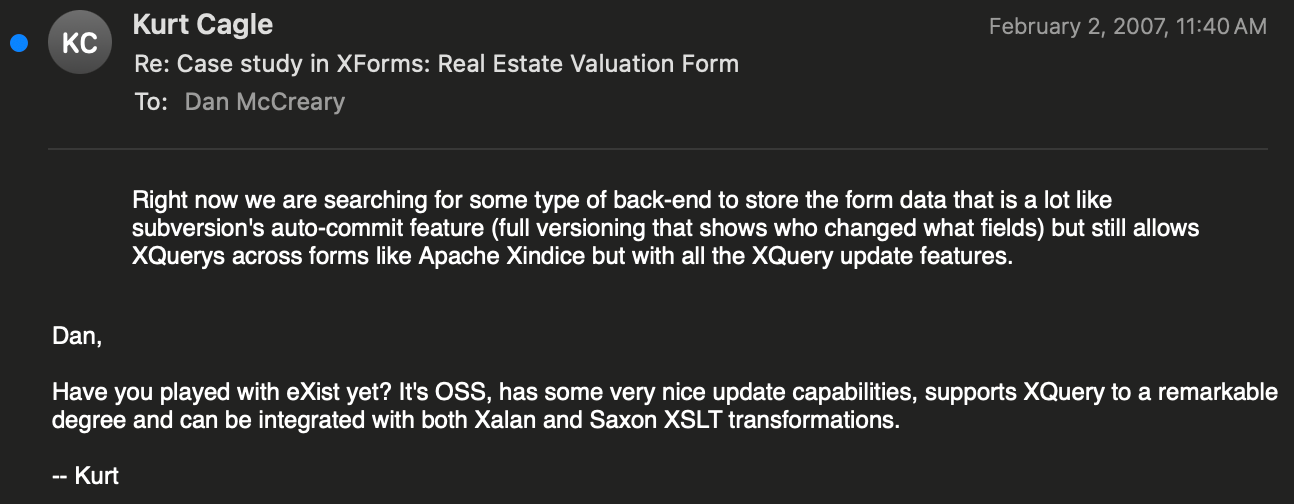 KC
Kurt Cagle
February 2, 2007, 11:40 AM
Re: Case study in XForms: Real Estate Valuation Form
To: Dan McCreary
Right now we are searching for some type of back-end to store the form data that is a lot like
subversion's auto-commit feature (full versioning that shows who changed what fields) but still allows
XQuerys across forms like Apache Xindice but with all the XQuery update features.
Dan,
Have you played with eXist yet? It's OSS, has some very nice update capabilities, supports XQuery to a remarkable
degree and can be integrated with both Xalan and Saxon XSLT transformations.
-- Kurt